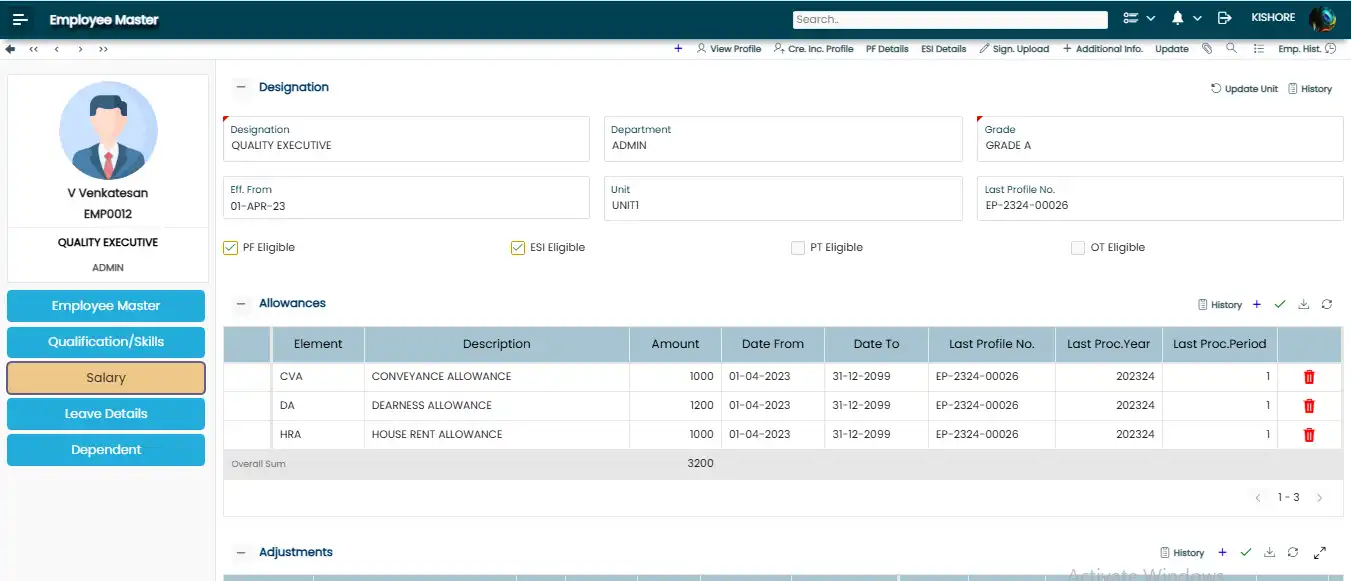 Employee Master Search.. KISHORE
View Profile Cre. Inc. Profile PF Details ESI Details Sign. Upload Additional Info. Update Emp. Hist.
V Venkatesan
EMP0012
QUALITY EXECUTIVE
ADMIN
Employee Master
Qualification/Skills
Salary
Leave Details
Dependent
Designation Update Unit History
Designation Department Grade
QUALITY EXECUTIVE ADMIN GRADE A
Eff. From Unit Last Profile No.
01-APR-23 UNIT1 EP-2324-00026
PF Eligible ESI Eligible PT Eligible OT Eligible
Allowances History
Element Description Amount Date From Date To Last Profile No. Last Proc.Year Last Proc.Period
CVA CONVEYANCE ALLOWANCE 1000 01-04-2023 31-12-2099 EP-2324-00026 202324 1
DA DEARNESS ALLOWANCE 1200 01-04-2023 31-12-2099 EP-2324-00026 202324 1
HRA HOUSE RENT ALLOWANCE 1000 01-04-2023 31-12-2099 EP-2324-00026 202324 1
Overall Sum 3200
1 - 3
Adjustments History
Activate Windows